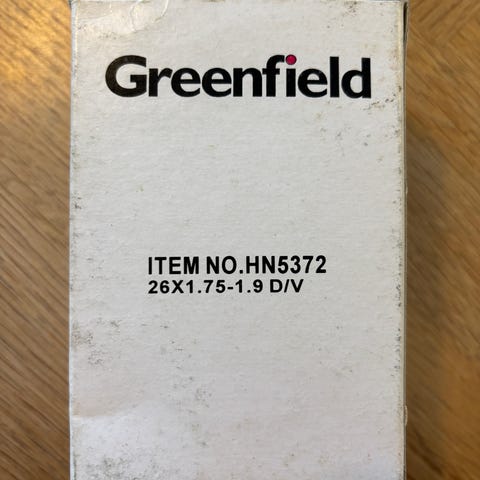 Greenfield
ITEM NO.HN5372
26X1.75-1.9 D/V